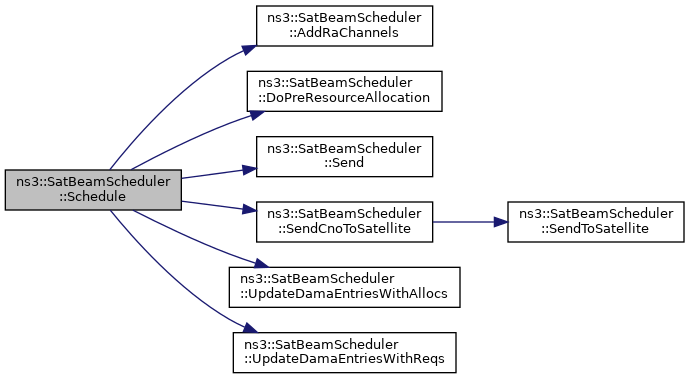 ns3::SatBeamScheduler
::AddRaChannels
ns3::SatBeamScheduler
::DoPreResourceAllocation
ns3::SatBeamScheduler
::Send
ns3::SatBeamScheduler
::Schedule
ns3::SatBeamScheduler
::SendCnoToSatellite
ns3::SatBeamScheduler
::SendToSatellite
ns3::SatBeamScheduler
::UpdateDamaEntriesWithAllocs
ns3::SatBeamScheduler
::UpdateDamaEntriesWithReqs